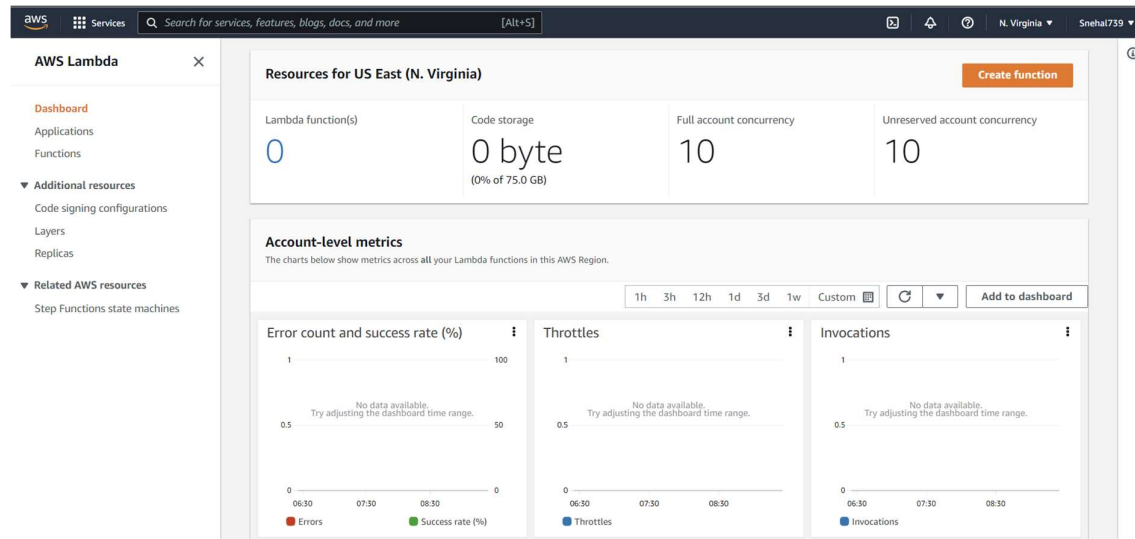 aws Services Search for services, features, blogs, docs, and more [Alt+S] N. Virginia ▼ Snehal739 ▼
AWS Lambda
Dashboard
Applications
Functions
▼ Additional resources
Code signing configurations
Layers
Replicas
▼ Related AWS resources
Step Functions state machines
Resources for US East (N. Virginia) Create function
Lambda function(s) Code storage Full account concurrency Unreserved account concurrency
0 0 byte 10 10
(0% of 75.0 GB)
Account-level metrics
The charts below show metrics across all your Lambda functions in this AWS Region.
1h 3h 12h 1d 3d 1w Custom Add to dashboard
Error count and success rate (%) Throttles Invocations
1 100 1 1
No data available. No data available. No data available.
Try adjusting the dashboard time range. Try adjusting the dashboard time range. Try adjusting the dashboard time range.
0.5 50 0.5 0.5
0 0 0 0
06:30 07:30 08:30 06:30 07:30 08:30 06:30 07:30 08:30
Errors Success rate (%) Throttles Invocations